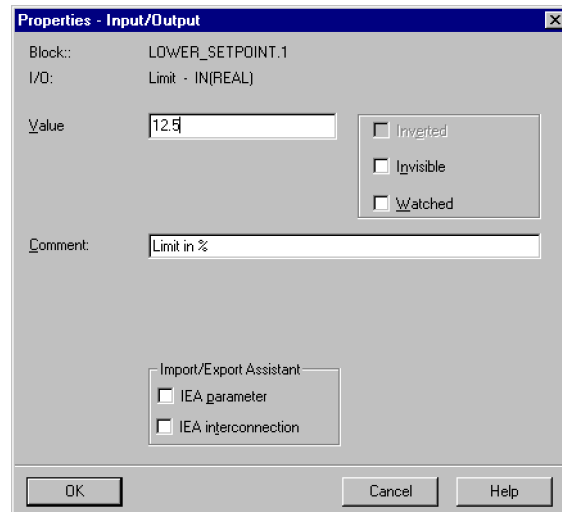 Properties - Input/Output
Block:: LOWER_SETPOINT.1
I/O: Limit - IN(REAL)
Value 12.5
Inverted
Invisible
Watched
Comment: Limit in %
Import/Export Assistant
IEA parameter
IEA interconnection
OK Cancel Help